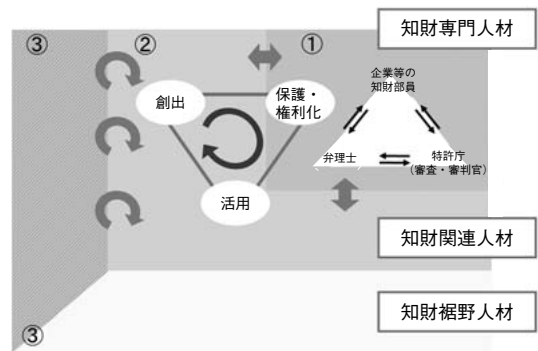 ③
②
①
知財専門人材
企業等の
知財部員
創出
保護・
権利化
弁理士
特許庁
(審査・審判官)
活用
知財関連人材
知財裾野人材
③